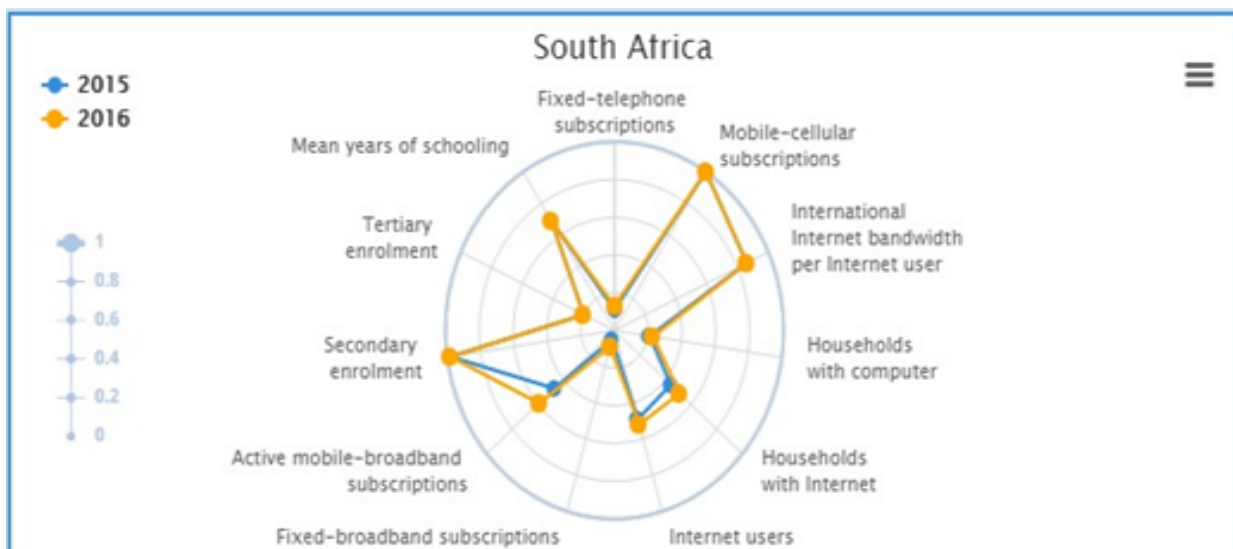 South Africa
2015
2016
Fixed-telephone
subscriptions
Mobile-cellular
subscriptions
International
Internet bandwidth
per Internet user
Households
with computer
Households
with Internet
Internet users
Fixed-broadband subscriptions
Active mobile-broadband
subscriptions
Secondary
enrolment
Tertiary
enrolment
Mean years of schooling
1
0.8
0.6
0.4
0.2
0